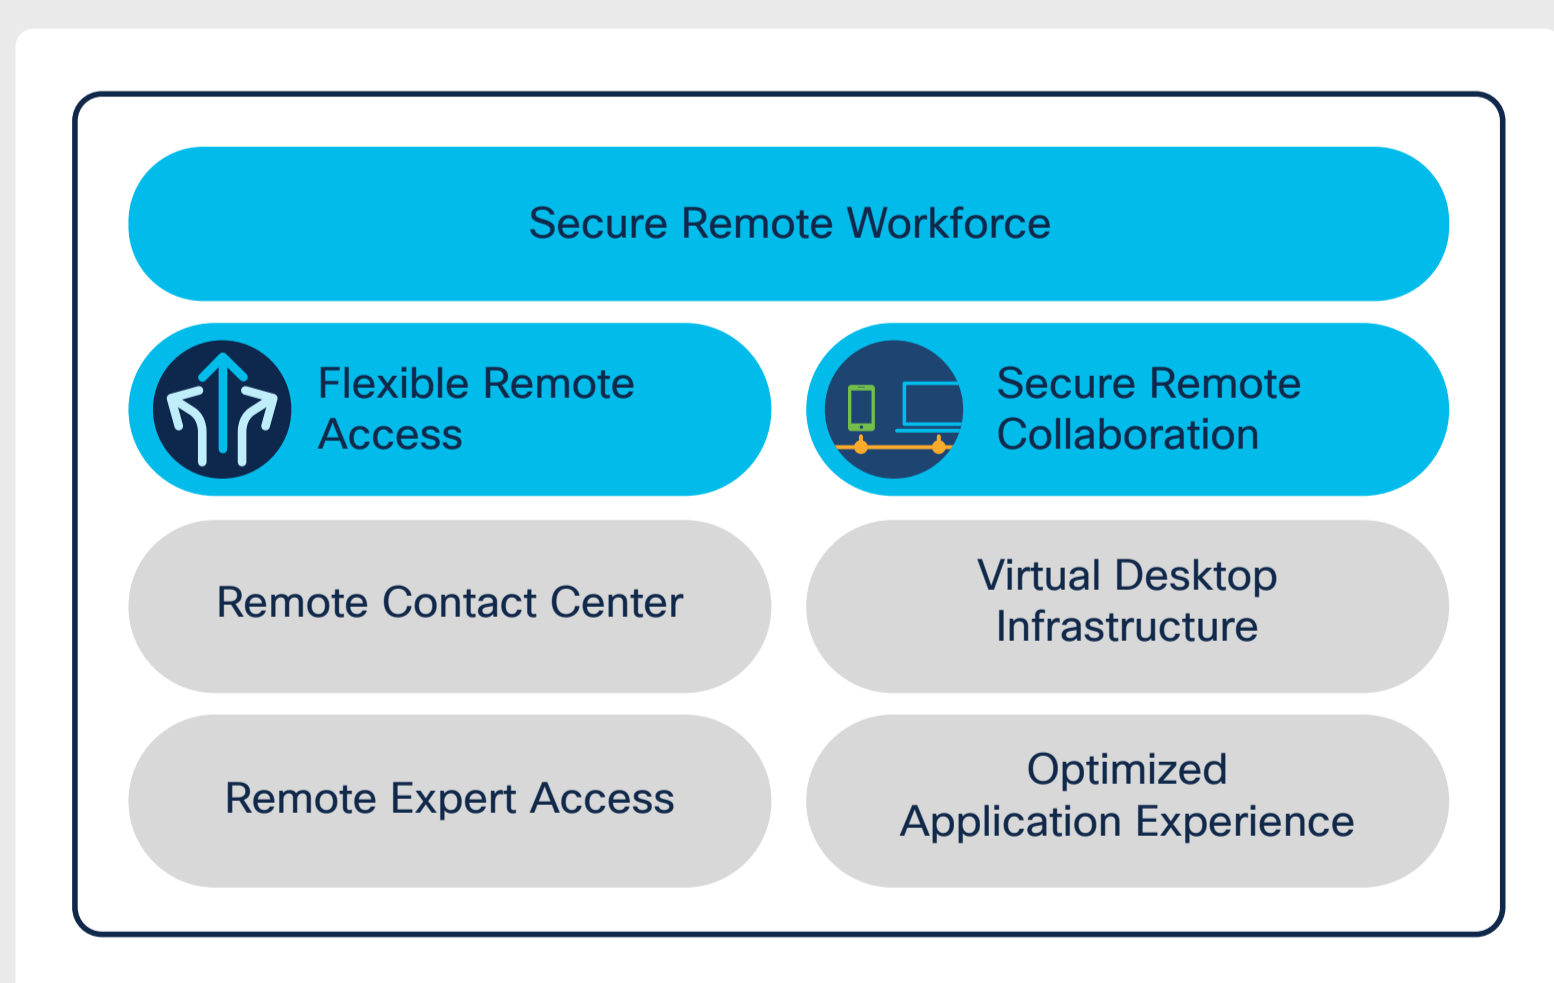 Secure Remote Workforce
Flexible Remote
Access
Secure Remote
Collaboration
Remote Contact Center
Virtual Desktop
Infrastructure
Remote Expert Access
Optimized
Application Experience